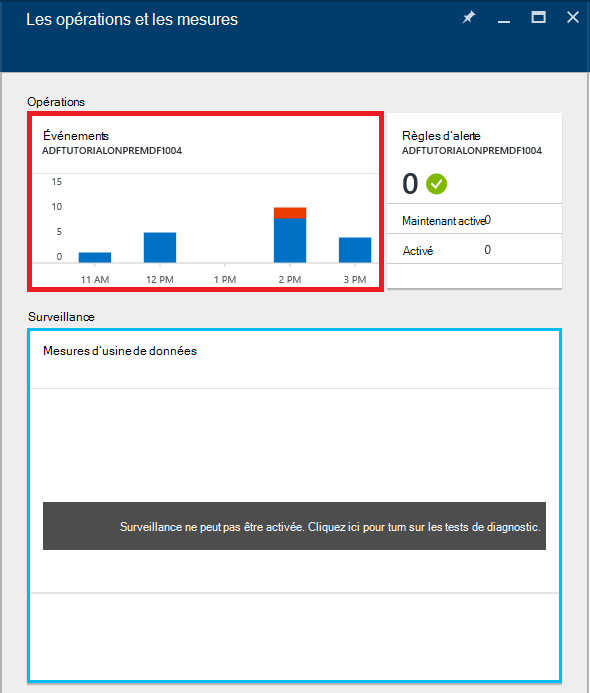 Les opérations et les mesures
Opérations
Événements
ADFTUTORIALONPREMDF1004
15
10
5
0
11 AM 12 PM 1 PM 2 PM 3 PM
Règles d'alerte
ADFTUTORIALONPREMDF1004
0
Maintenant active 0
Activé 0
Surveillance
Mesures d'usine de données
Surveillance ne peut pas être activée. Cliquez ici pour tum sur les tests de diagnostic.